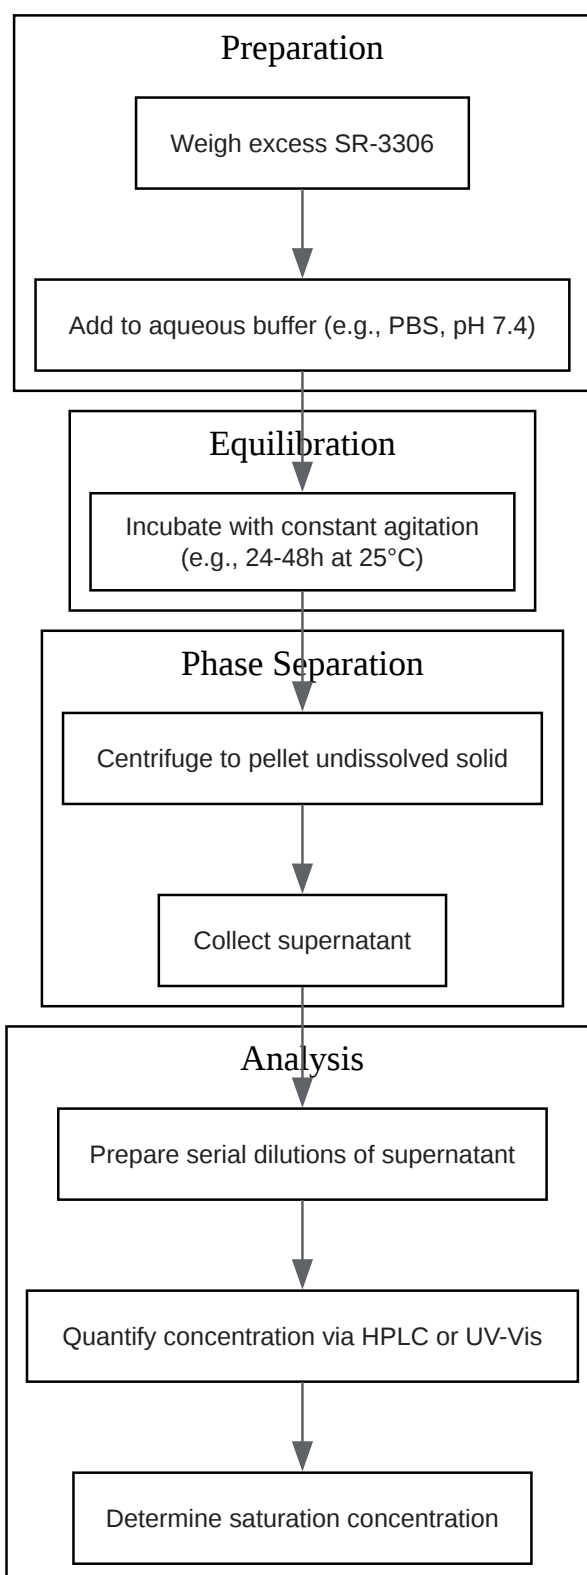 Preparation
Weigh excess SR-3306
Add to aqueous buffer (e.g., PBS, pH 7.4)
Equilibration
Incubate with constant agitation
(e.g., 24-48h at 25°C)
Phase Separation
Centrifuge to pellet undissolved solid
Collect supernatant
Analysis
Prepare serial dilutions of supernatant
Quantify concentration via HPLC or UV-Vis
Determine saturation concentration